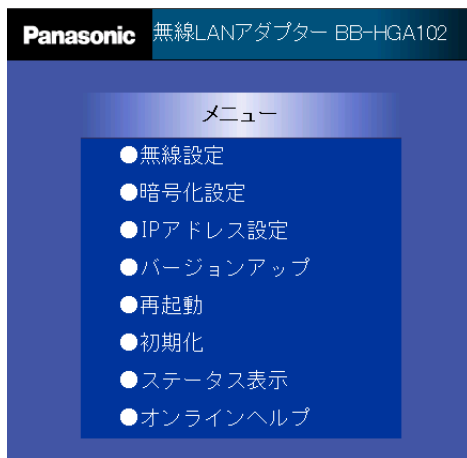 Panasonic 無線LANアダプター BB-HGA102
メニュー
●無線設定
●暗号化設定
●IPアドレス設定
●バージョンアップ
●再起動
●初期化
●ステータス表示
●オンラインヘルプ